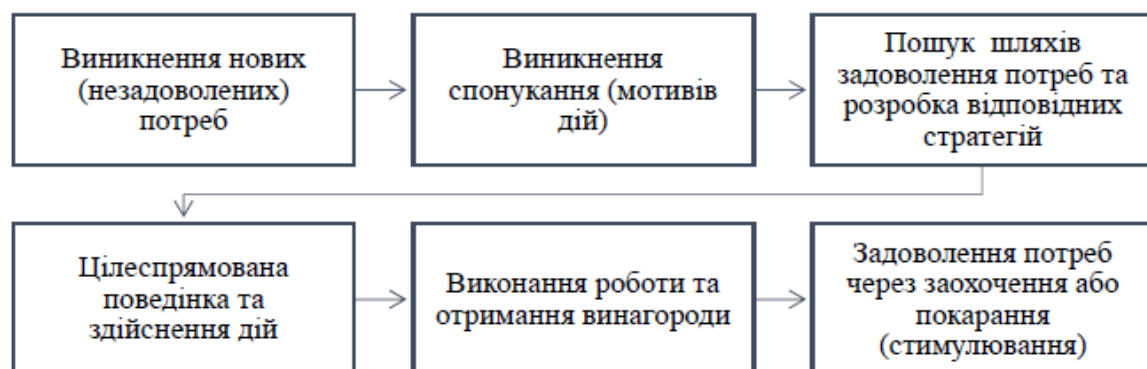 Виникнення нових
(незадоволених)
потреб
Виникнення
спонукання (мотивів
дій)
Пошук шляхів
задоволення потреб та
розробка відповідних
стратегій
Цілеспрямована
поведінка та
здійснення дій
Виконання роботи та
отримання винагороди
Задоволення потреб
через заохочення або
покарання
(стимулювання)